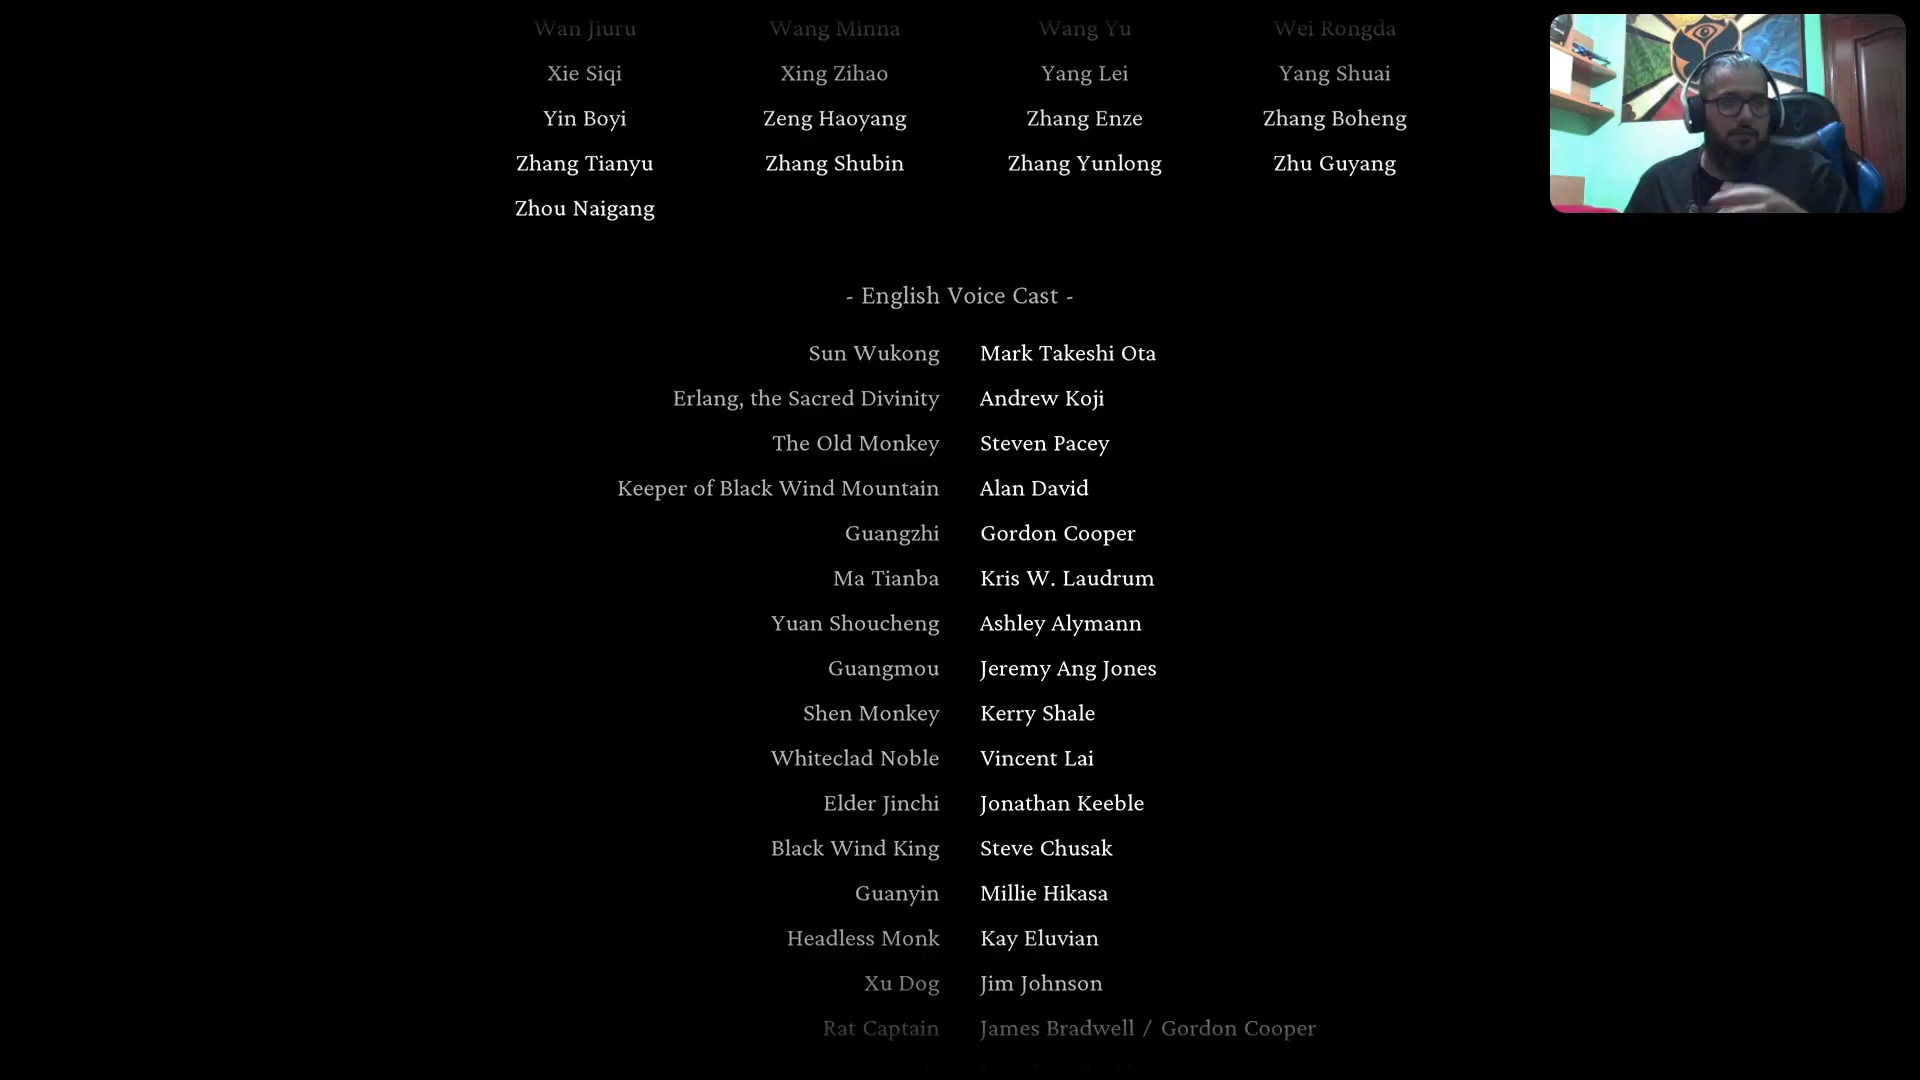 Wan Jiuru Wang Minna Wang Yu Wei Rongda
Xie Siqi Xing Zihao Yang Lei Yang Shuai
Yin Boyi Zeng Haoyang Zhang Enze Zhang Boheng
Zhang Tianyu Zhang Shubin Zhang Yunlong Zhu Guyang
Zhou Naigang
- English Voice Cast -
Sun Wukong Mark Takeshi Ota
Erlang, the Sacred Divinity Andrew Koji
The Old Monkey Steven Pacey
Keeper of Black Wind Mountain Alan David
Guangzhi Gordon Cooper
Ma Tianba Kris W. Laudrum
Yuan Shoucheng Ashley Alymann
Guangmou Jeremy Ang Jones
Shen Monkey Kerry Shale
Whiteclad Noble Vincent Lai
Elder Jinchi Jonathan Keeble
Black Wind King Steve Chusak
Guanyin Millie Hikasa
Headless Monk Kay Eluvian
Xu Dog Jim Johnson
Rat Captain James Bradwell / Gordon Cooper